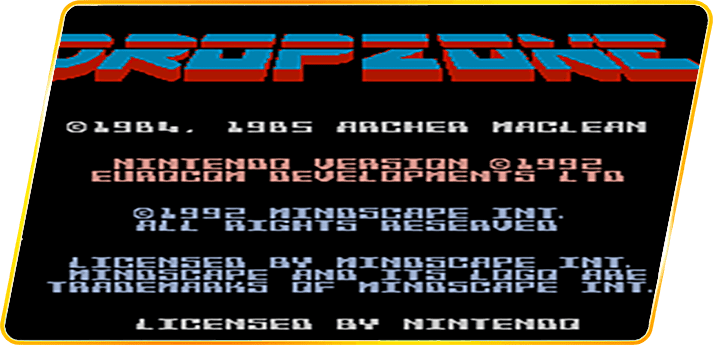 DROPZONE
©1984, 1985 ARCHER MACLEAN
NINTENDO VERSION ©1992
EUROCOM DEVELOPMENTS LTD
©1992 MINDSCAPE INT.
ALL RIGHTS RESERVED
LICENSED BY MINDSCAPE INT.
MINDSCAPE AND ITS LOGO ARE
TRADEMARKS OF MINDSCAPE INT.
LICENSED BY NINTENDO